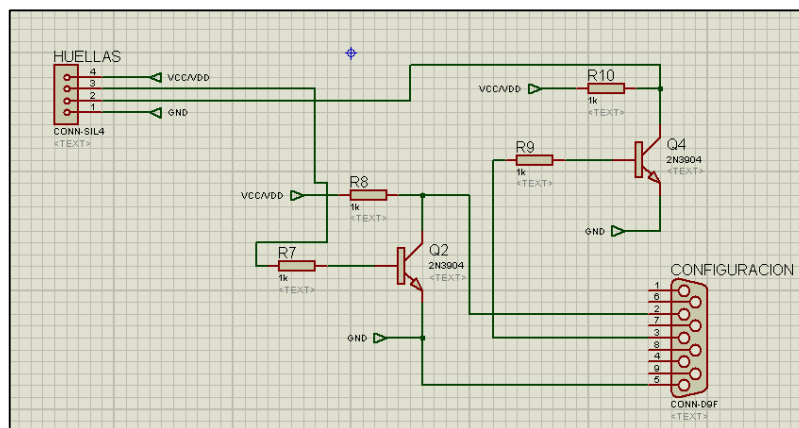 HUELLAS
4
VCC/VDD
3
2
1
GND
CONN-SIL4
<TEXT>
R10
VCC/VDD
1k
<TEXT>
R9
1k
<TEXT>
Q4
2N3904
<TEXT>
GND
R8
VCC/VDD
1k
<TEXT>
R7
1k
<TEXT>
Q2
2N3904
<TEXT>
GND
CONFIGURACION
1
6
2
7
3
8
4
9
5
CONN-D9F
<TEXT>